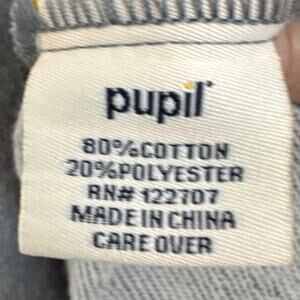 pupil
80%COTTON
20%POLYESTER
RN# 122707
MADE IN CHINA
CARE OVER